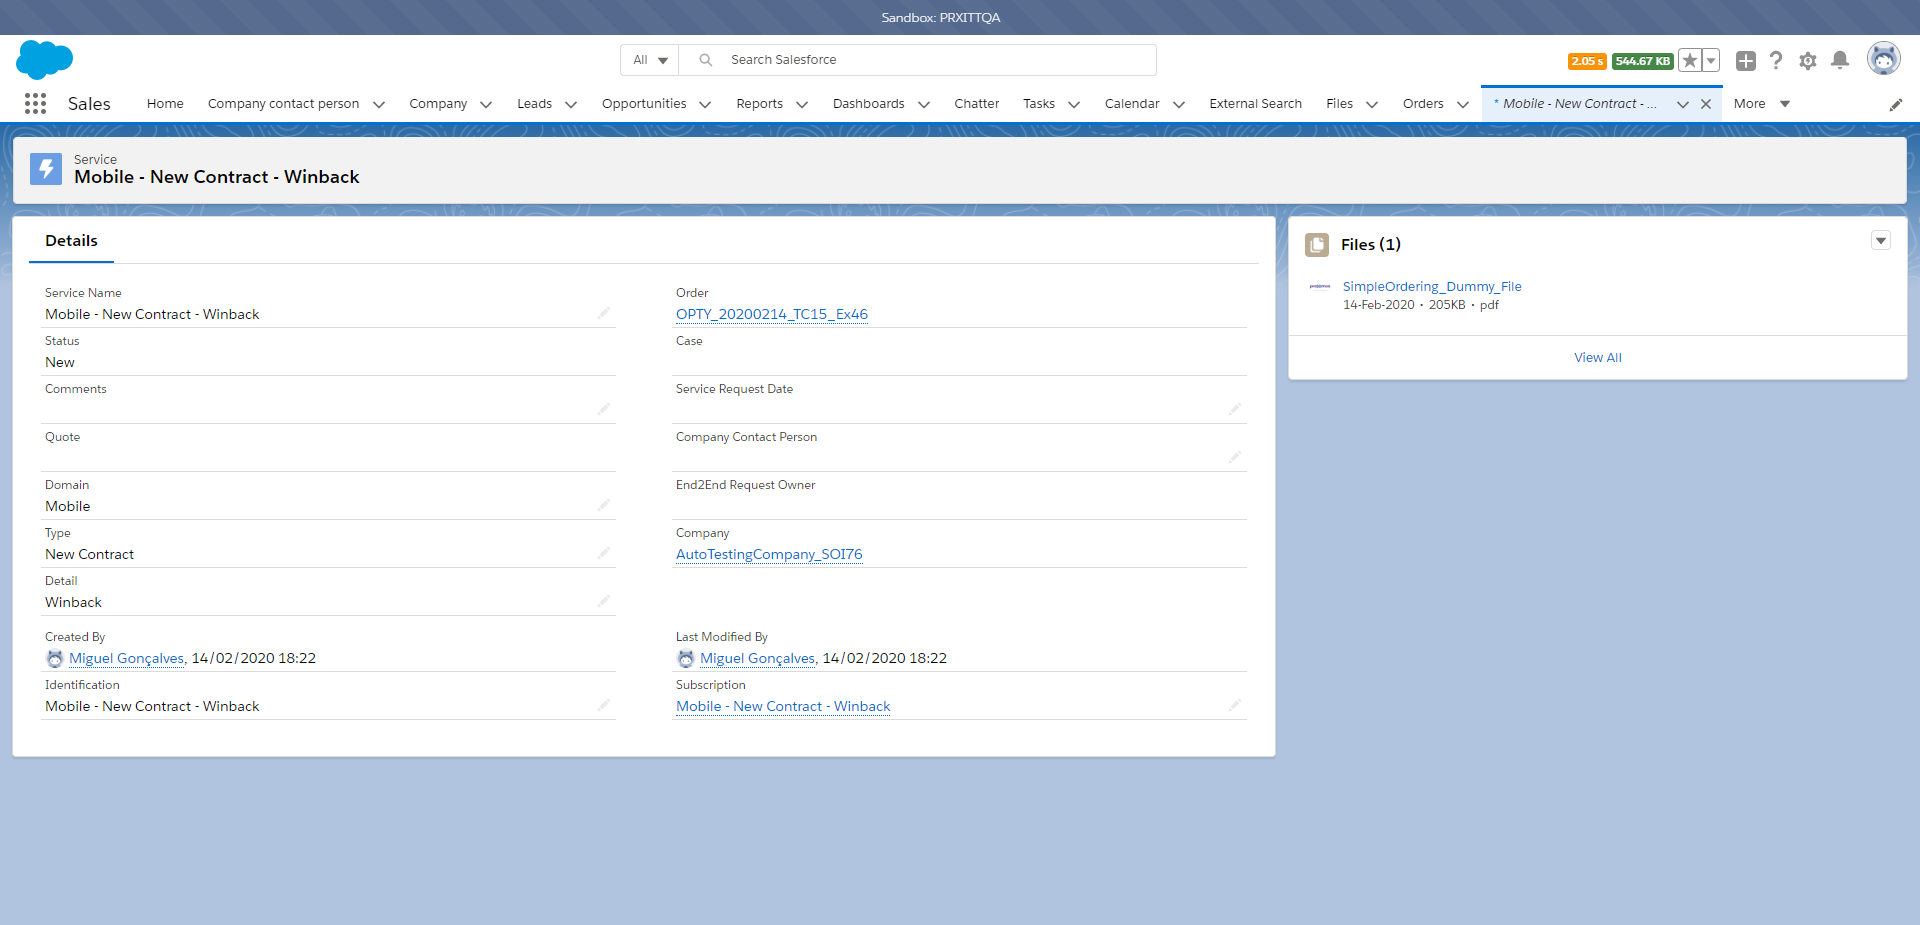 Sandbox: PRXITTQA
All
Search Salesforce
2.05 s
544.67 KB
Sales
Home
Company contact person
Company
Leads
Opportunities
Reports
Dashboards
Chatter
Tasks
Calendar
External Search
Files
Orders
* Mobile - New Contract - ...
More
Service
Mobile - New Contract - Winback
Details
Service Name
Mobile - New Contract - Winback
Order
OPTY_20200214_TC15_Ex46
Status
New
Case
Comments
Service Request Date
Quote
Company Contact Person
Domain
Mobile
End2End Request Owner
Type
New Contract
Company
AutoTestingCompany_SOI76
Detail
Winback
Created By
Miguel Gonçalves, 14/02/2020 18:22
Last Modified By
Miguel Gonçalves, 14/02/2020 18:22
Identification
Mobile - New Contract - Winback
Subscription
Mobile - New Contract - Winback
Files (1)
SimpleOrdering_Dummy_File
14-Feb-2020 • 205KB • pdf
View All